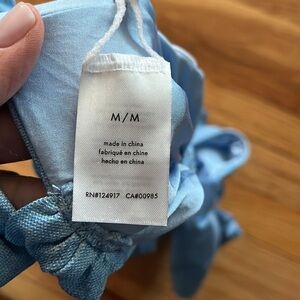 M/M
made in china
fabriqué en chine
hecho en china
RN#124917 CA#00985